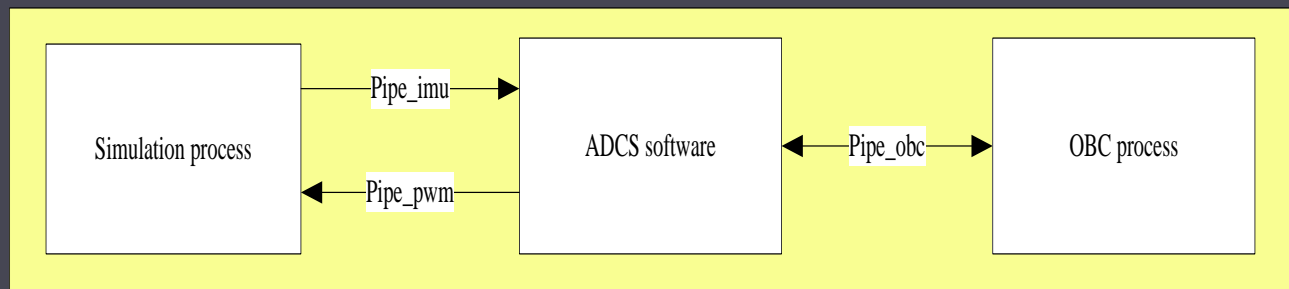 Pipe_imu
Simulation process
ADCS software
Pipe_obc
OBC process
Pipe_pwm